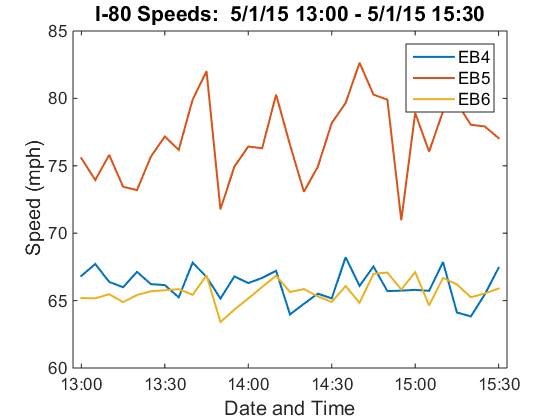 I-80 Speeds:  5/1/15 13:00 - 5/1/15 15:30
85
80
75
70
65
60
Speed (mph)
EB4
EB5
EB6
13:00 13:30 14:00 14:30 15:00 15:30
Date and Time